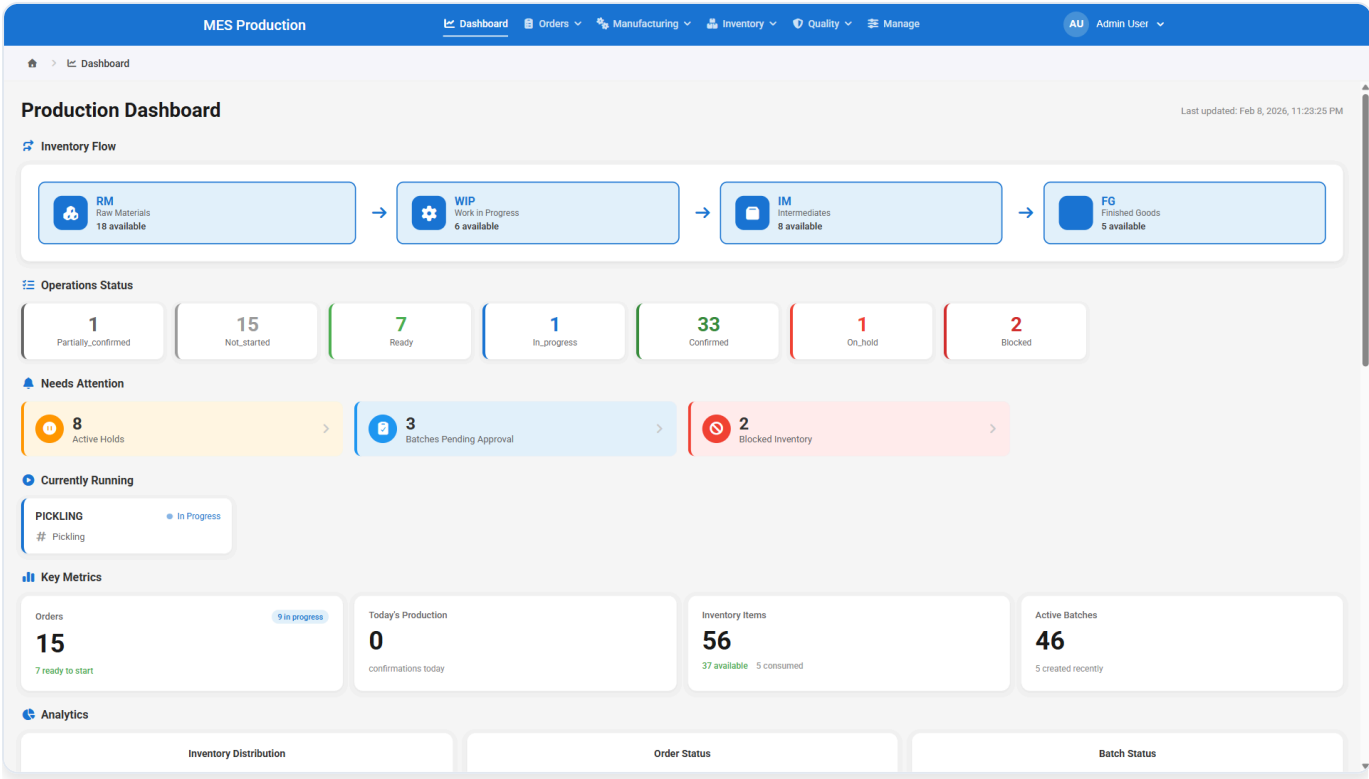 MES Production
Dashboard
Orders
Manufacturing
Inventory
Quality
Manage
AU
Admin User
Dashboard
Production Dashboard
Last updated: Feb 8, 2026, 11:23:25 PM
Inventory Flow
RM
Raw Materials
18 available
WIP
Work in Progress
6 available
IM
Intermediates
8 available
FG
Finished Goods
5 available
Operations Status
1
Partially_confirmed
15
Not_started
7
Ready
1
In_progress
33
Confirmed
1
On_hold
2
Blocked
Needs Attention
8
Active Holds
3
Batches Pending Approval
2
Blocked Inventory
Currently Running
PICKLING
In Progress
# Pickling
Key Metrics
Orders
9 in progress
15
7 ready to start
Today's Production
0
confirmations today
Inventory Items
56
37 available 5 consumed
Active Batches
46
5 created recently
Analytics
Inventory Distribution
Order Status
Batch Status